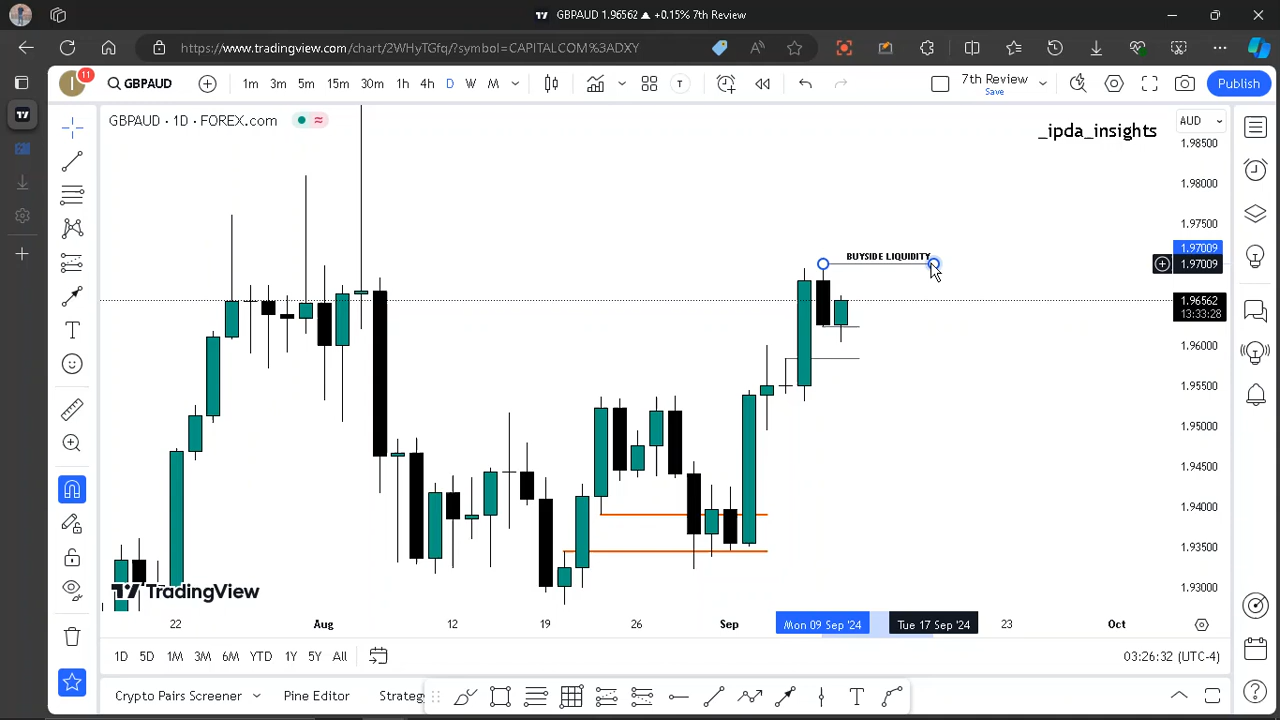 GBPAUD 1.96562 ▲ +0.15% 7th Review
https://www.tradingview.com/chart/2WHyTGfq/?symbol=CAPITALCOM%3ADXY
I 11 GBPAUD 1m 3m 5m 15m 30m 1h 4h D W M T 7th Review Save Publish
GBPAUD · 1D · FOREX.com
_ipda_insights
AUD
1.98500
1.98000
1.97500
1.97009
1.97009
1.96562
13:33:28
1.96000
1.95500
1.95000
1.94500
1.94000
1.93500
1.93000
BUYSIDE LIQUIDITY
TradingView
22 Aug 12 19 26 Sep Mon 09 Sep '24 Tue 17 Sep '24 23 Oct
1D 5D 1M 3M 6M YTD 1Y 5Y All 03:26:32 (UTC-4)
Crypto Pairs Screener Pine Editor Strateg